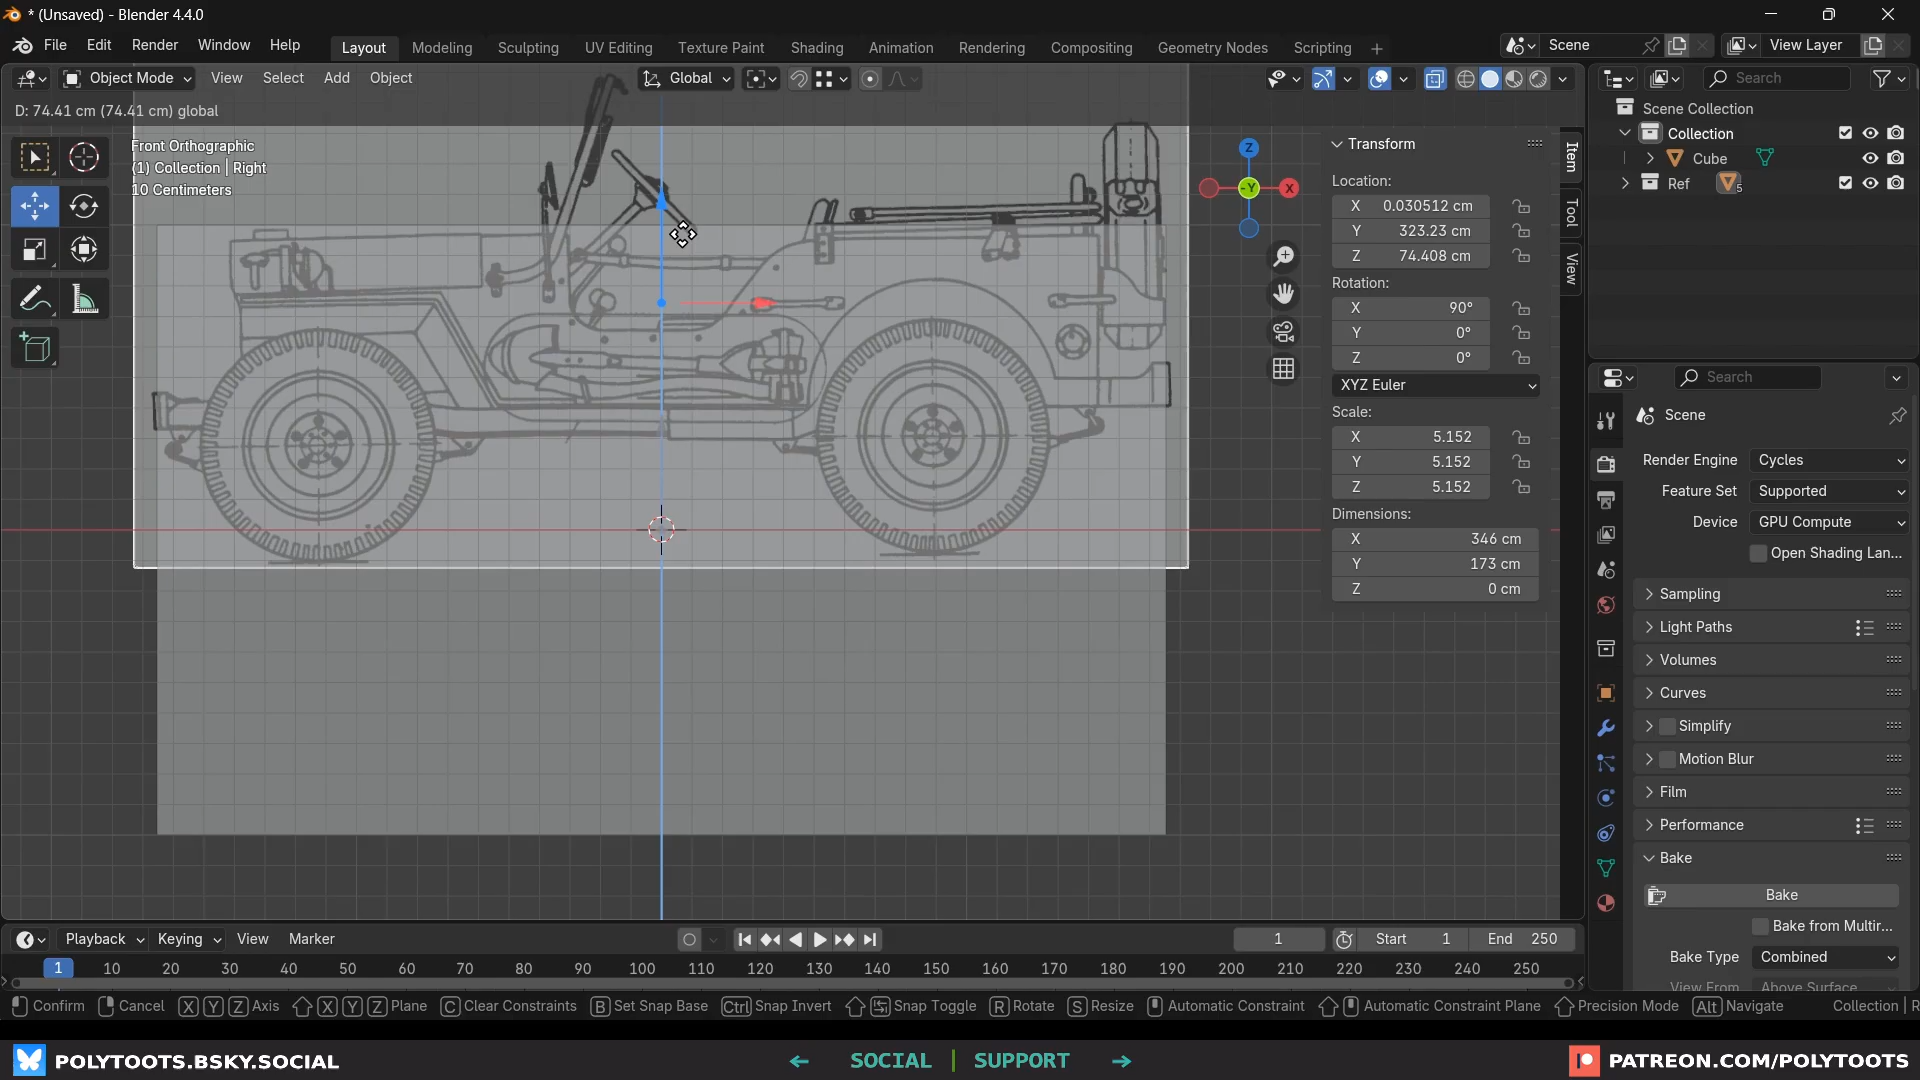 * (Unsaved) - Blender 4.4.0
File Edit Render Window Help Layout Modeling Sculpting UV Editing Texture Paint Shading Animation Rendering Compositing Geometry Nodes Scripting + Scene View Layer
Object Mode View Select Add Object Global Search
D: 74.41 cm (74.41 cm) global
Front Orthographic
(1) Collection | Right
10 Centimeters
Z
-Y X
Transform
Location:
X 0.030512 cm
Y 323.23 cm
Z 74.408 cm
Rotation:
X 90°
Y 0°
Z 0°
XYZ Euler
Scale:
X 5.152
Y 5.152
Z 5.152
Dimensions:
X 346 cm
Y 173 cm
Z 0 cm
Item
Tool
View
Scene Collection
Collection
Cube
Ref 5
Search
Scene
Render Engine Cycles
Feature Set Supported
Device GPU Compute
Open Shading Lan...
Sampling
Light Paths
Volumes
Curves
Simplify
Motion Blur
Film
Performance
Bake
Bake
Bake from Multir...
Bake Type Combined
View From Above Surface
Playback Keying View Marker 1 Start 1 End 250
1 10 20 30 40 50 60 70 80 90 100 110 120 130 140 150 160 170 180 190 200 210 220 230 240 250
Confirm Cancel X Y Z Axis X Y Z Plane C Clear Constraints B Set Snap Base Ctrl Snap Invert Snap Toggle R Rotate S Resize Automatic Constraint Automatic Constraint Plane Precision Mode Alt Navigate Collection | R
POLYTOOTS.BSKY.SOCIAL ← SOCIAL | SUPPORT → PATREON.COM/POLYTOOTS